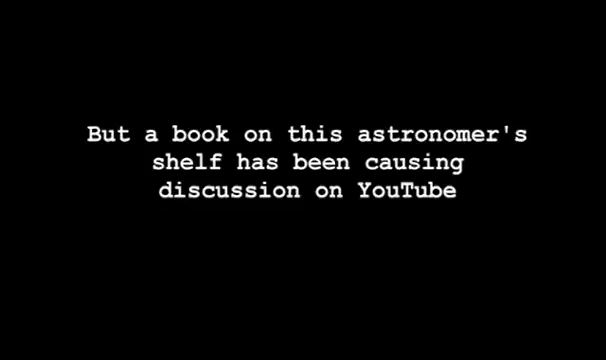 But a book on this astronomer's
shelf has been causing
discussion on YouTube